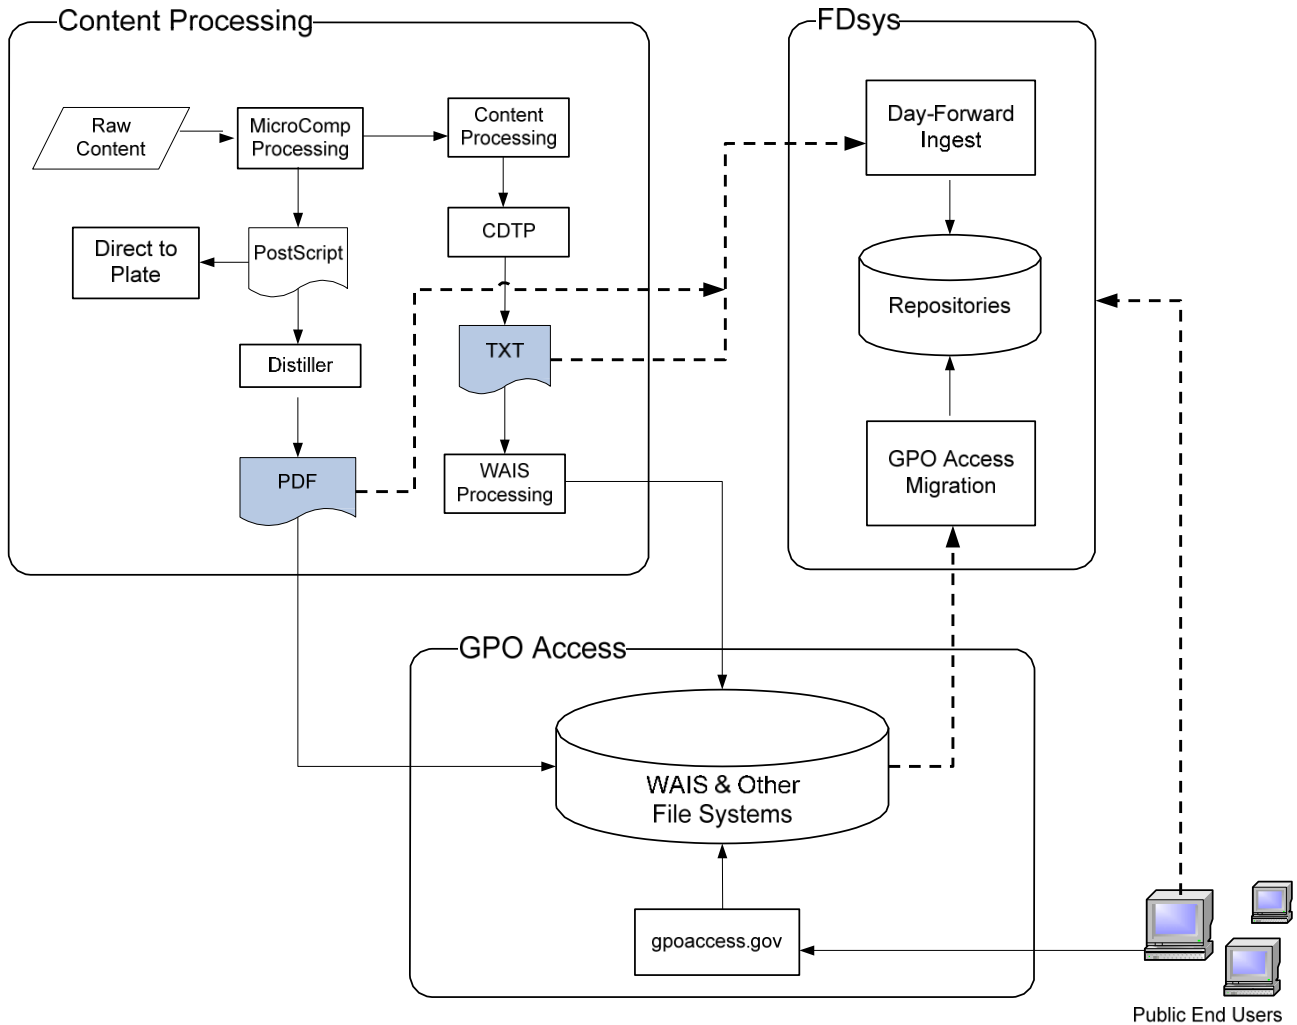 Content Processing
FDsys
Raw
Content
MicroComp
Processing
Content
Processing
Day-Forward
Ingest
Direct to
Plate
PostScript
CDTP
Repositories
Distiller
TXT
PDF
WAIS
Processing
GPO Access
Migration
GPO Access
WAIS & Other
File Systems
gpoaccess.gov
Public End Users